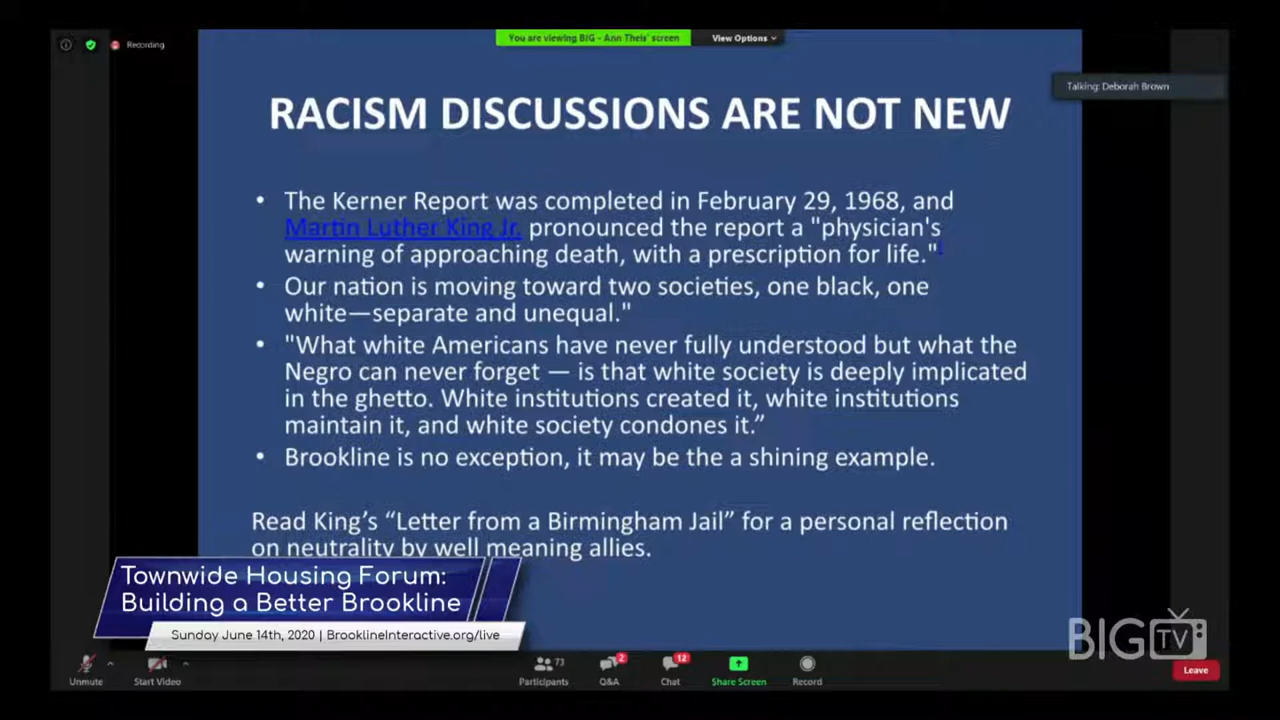 Recording
You are viewing BIG - Ann Theis' screen
View Options
Talking: Deborah Brown
RACISM DISCUSSIONS ARE NOT NEW
• The Kerner Report was completed in February 29, 1968, and
Martin Luther King Jr. pronounced the report a "physician's
warning of approaching death, with a prescription for life."
• Our nation is moving toward two societies, one black, one
white—separate and unequal."
• "What white Americans have never fully understood but what the
Negro can never forget — is that white society is deeply implicated
in the ghetto. White institutions created it, white institutions
maintain it, and white society condones it.”
• Brookline is no exception, it may be the a shining example.
Read King’s “Letter from a Birmingham Jail” for a personal reflection
on neutrality by well meaning allies.
Townwide Housing Forum:
Building a Better Brookline
Sunday June 14th, 2020 | BrooklineInteractive.org/live
BIG TV
Unmute
Start Video
73
Participants
2
Q&A
12
Chat
Share Screen
Record
Leave